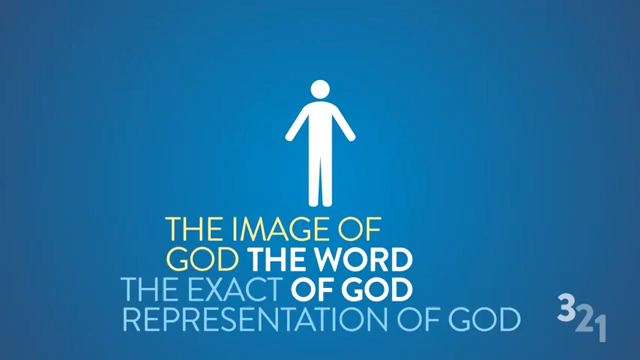 THE IMAGE OF
GOD THE WORD
THE EXACT OF GOD
REPRESENTATION OF GOD
321